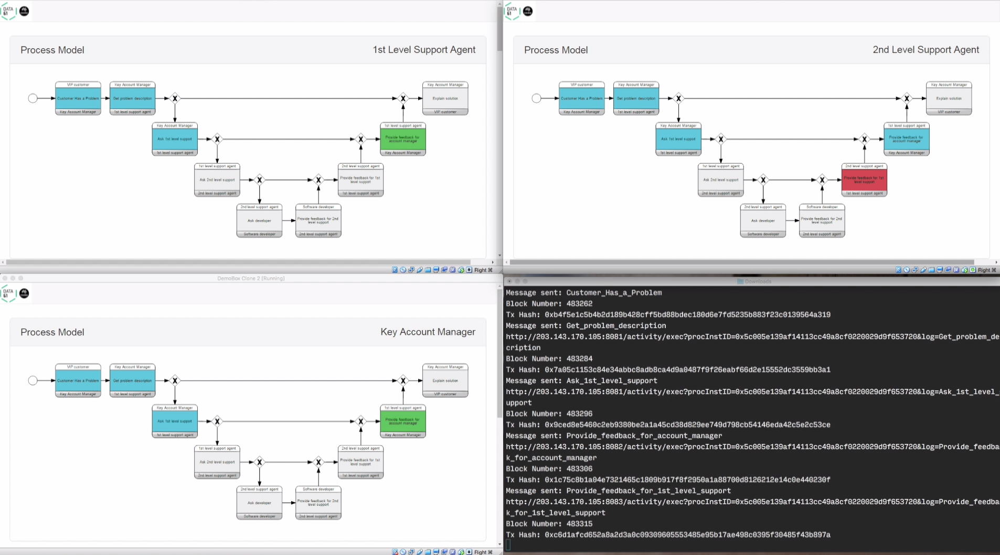 DATA
61
Process Model
1st Level Support Agent
VIP customer
Customer Has a Problem
Key Account Manager
Key Account Manager
Get problem description
1st level support agent
X
X
Key Account Manager
Explain solution
VIP customer
Key Account Manager
Ask 1st level support
1st level support agent
X
X
1st level support agent
Provide feedback for
account manager
Key Account Manager
1st level support agent
Ask 2nd level support
2nd level support agent
X
X
2nd level support agent
Provide feedback for 1st
level support
1st level support agent
2nd level support agent
Ask developer
Software developer
Software developer
Provide feedback for 2nd
level support
2nd level support agent
Right ⌘
DATA
61
Process Model
2nd Level Support Agent
VIP customer
Customer Has a Problem
Key Account Manager
Key Account Manager
Get problem description
1st level support agent
X
X
Key Account Manager
Explain solution
VIP customer
Key Account Manager
Ask 1st level support
1st level support agent
X
X
1st level support agent
Provide feedback for
account manager
Key Account Manager
1st level support agent
Ask 2nd level support
2nd level support agent
X
X
2nd level support agent
Provide feedback for 1st
level support
1st level support agent
2nd level support agent
Ask developer
Software developer
Software developer
Provide feedback for 2nd
level support
2nd level support agent
Right ⌘
DemoBox Clone 2 [Running]
DATA
61
Process Model
Key Account Manager
VIP customer
Customer Has a Problem
Key Account Manager
Key Account Manager
Get problem description
1st level support agent
X
X
Key Account Manager
Explain solution
VIP customer
Key Account Manager
Ask 1st level support
1st level support agent
X
X
1st level support agent
Provide feedback for
account manager
Key Account Manager
1st level support agent
Ask 2nd level support
2nd level support agent
X
X
2nd level support agent
Provide feedback for 1st
level support
1st level support agent
2nd level support agent
Ask developer
Software developer
Software developer
Provide feedback for 2nd
level support
2nd level support agent
Right ⌘
Downloads
Message sent: Customer_Has_a_Problem
Block Number: 483262
Tx Hash: 0xb4f5e1c5b4b2d189b428cff5bd88bdec180d6e7fd5235b883f23c0139564a319
Message sent: Get_problem_description
http://203.143.170.105:8081/activity/exec?procInstID=0x5c005e139af14113cc49a8cf0220029d9f653720&log=Get_problem_des
cription
Block Number: 483284
Tx Hash: 0x7a05c1153c84e34abbc8adb8ca4d9a0487f9f26eabf66d2e15552dc3559bb3a1
Message sent: Ask_1st_level_support
http://203.143.170.105:8081/activity/exec?procInstID=0x5c005e139af14113cc49a8cf0220029d9f653720&log=Ask_1st_level_s
upport
Block Number: 483296
Tx Hash: 0x9ced8e5460c2eb9380be2a1a45cd38d829ee749d798cb54146eda42c5e2c53ce
Message sent: Provide_feedback_for_account_manager
http://203.143.170.105:8082/activity/exec?procInstID=0x5c005e139af14113cc49a8cf0220029d9f653720&log=Provide_feedbac
k_for_account_manager
Block Number: 483306
Tx Hash: 0x1c75c8b1a04e7321465c1809b917f8f2950a1a88700d8126212e14c0e440230f
Message sent: Provide_feedback_for_1st_level_support
http://203.143.170.105:8083/activity/exec?procInstID=0x5c005e139af14113cc49a8cf0220029d9f653720&log=Provide_feedbac
k_for_1st_level_support
Block Number: 483315
Tx Hash: 0xc6d1afcd652a8a2d3a0c09309605553485e95b17ae498c0395f30485f43b897a